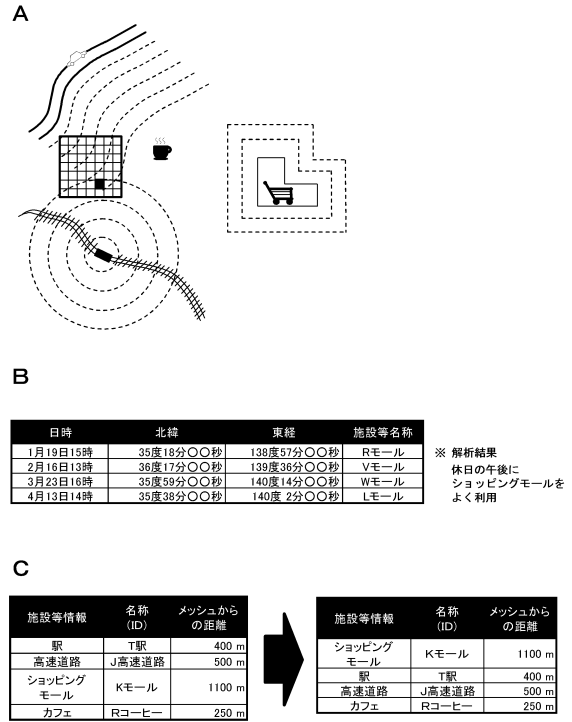 A
B
日時 北緯 東経 施設等名称
1月19日15時 35度18分〇〇秒 138度57分〇〇秒 Rモール
2月16日13時 36度17分〇〇秒 139度36分〇〇秒 Vモール
3月23日16時 35度59分〇〇秒 140度14分〇〇秒 Wモール
4月13日14時 35度38分〇〇秒 140度 2分〇〇秒 Lモール
※ 解析結果
休日の午後に
ショッピングモールを
よく利用
C
施設等情報 名称
(ID) メッシュから
の距離
駅 T駅 400 m
高速道路 J高速道路 500 m
ショッピング
モール Kモール 1100 m
カフェ Rコーヒー 250 m
施設等情報 名称
(ID) メッシュから
の距離
ショッピング
モール Kモール 1100 m
駅 T駅 400 m
高速道路 J高速道路 500 m
カフェ Rコーヒー 250 m